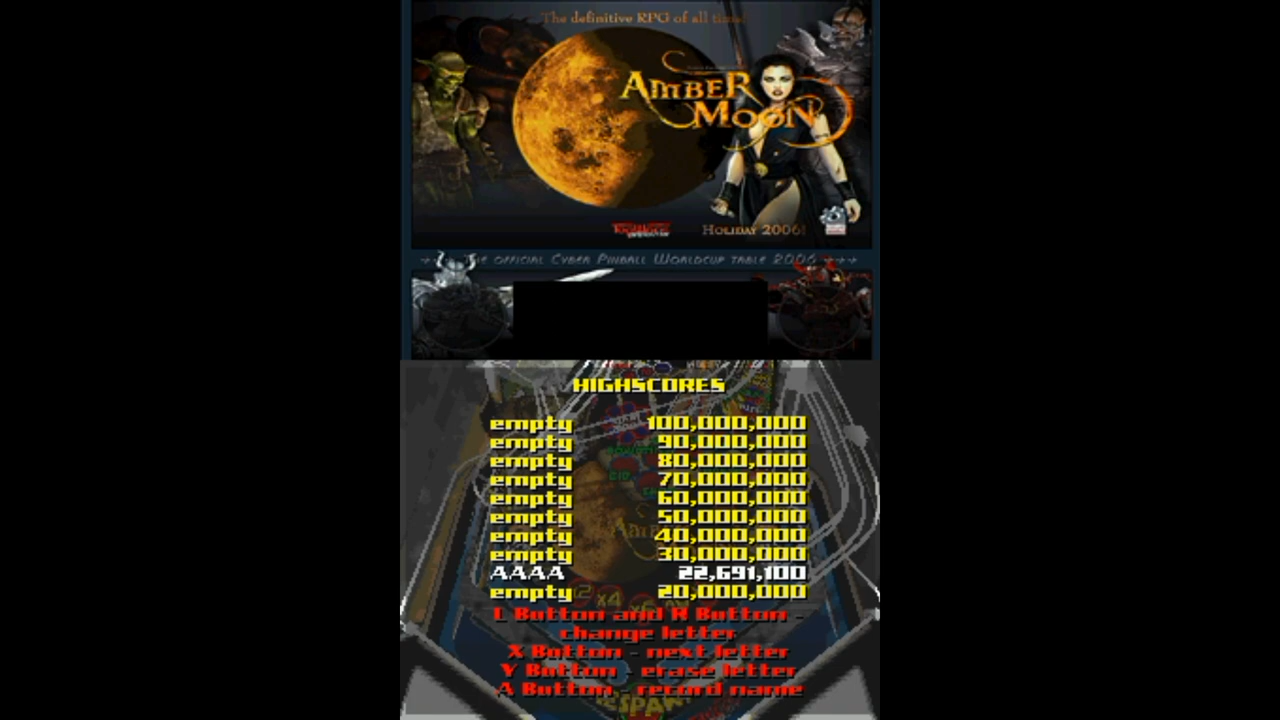 The definitive RPG of all time!
AMBER
MOON
HOLIDAY 2006!
THE OFFICIAL CYBER PINBALL WORLDCUP TABLE 2006
HIGHSCORES
empty 100,000,000
empty 90,000,000
empty 80,000,000
empty 70,000,000
empty 60,000,000
empty 50,000,000
empty 40,000,000
empty 30,000,000
AAAA 22,691,100
empty 20,000,000
L Button and R Button -
change letter
X Button - next letter
Y Button - erase letter
A Button - record name